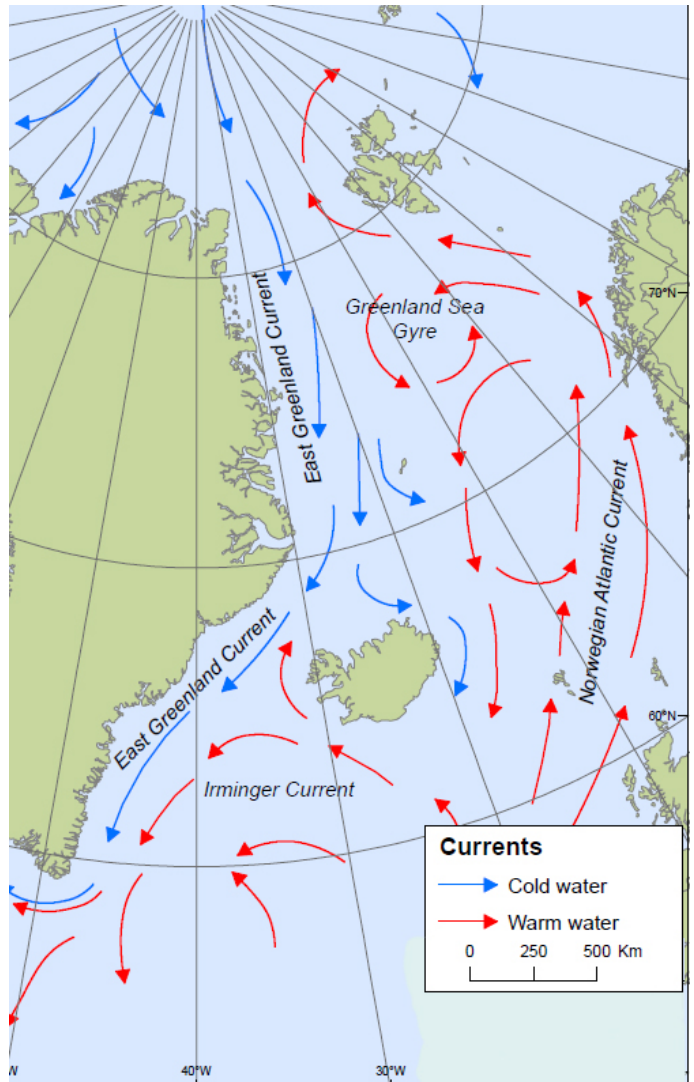 Greenland Sea
Gyre
70°N
East Greenland Current
Norwegian Atlantic Current
East Greenland Current
60°N
Irminger Current
Currents
Cold water
Warm water
0 250 500 Km
W
40°W
30°W